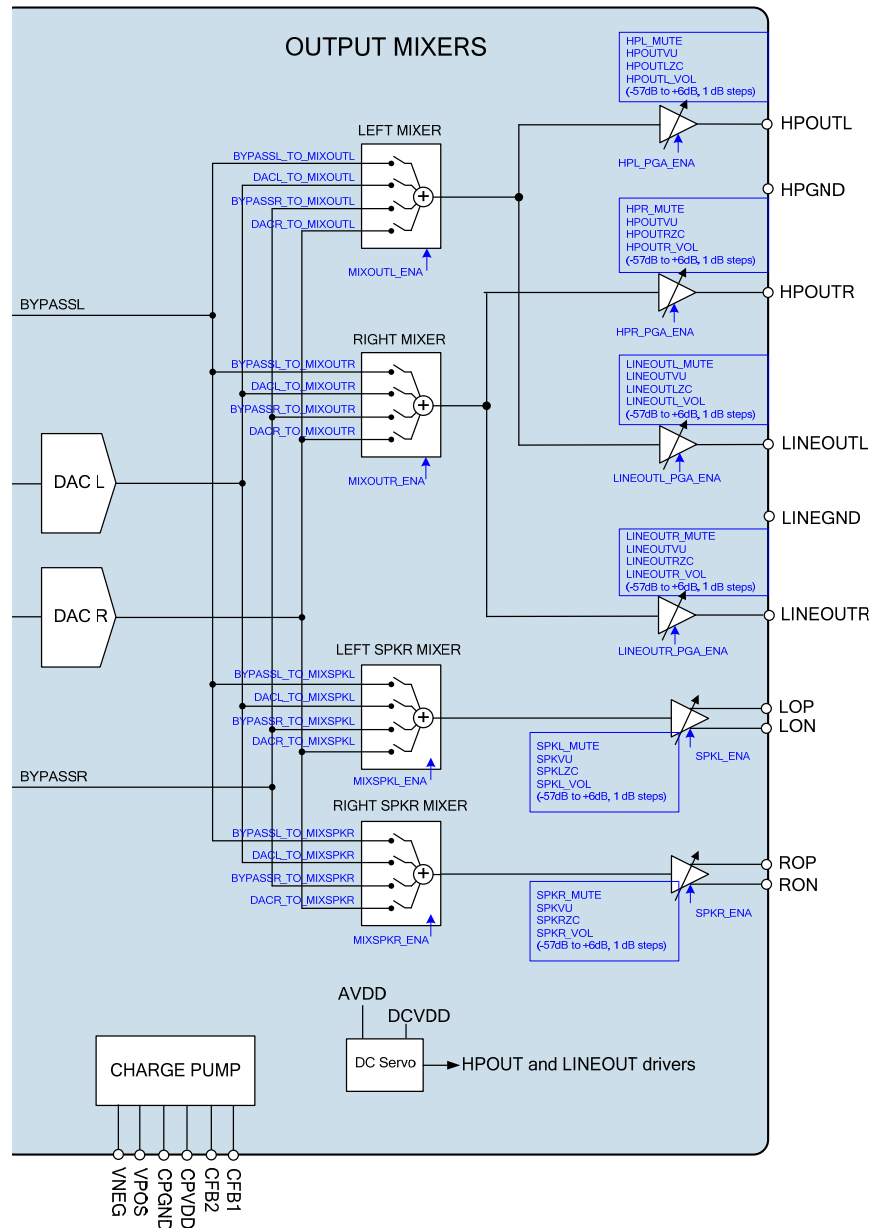 OUTPUT MIXERS
HPL_MUTE
HPOUTVU
HPOUTLZC
HPOUTL_VOL
(-57dB to +6dB, 1 dB steps)
HPOUTL
HPL_PGA_ENA
LEFT MIXER
BYPASSL_TO_MIXOUTL
DACL_TO_MIXOUTL
BYPASSR_TO_MIXOUTL
DACR_TO_MIXOUTL
MIXOUTL_ENA
HPGND
HPR_MUTE
HPOUTVU
HPOUTRZC
HPOUTR_VOL
(-57dB to +6dB, 1 dB steps)
HPOUTR
HPR_PGA_ENA
BYPASSL
RIGHT MIXER
BYPASSL_TO_MIXOUTR
DACL_TO_MIXOUTR
BYPASSR_TO_MIXOUTR
DACR_TO_MIXOUTR
MIXOUTR_ENA
LINEOUTL_MUTE
LINEOUTVU
LINEOUTLZC
LINEOUTL_VOL
(-57dB to +6dB, 1 dB steps)
LINEOUTL
LINEOUTL_PGA_ENA
DAC L
LINEGND
LINEOUTR_MUTE
LINEOUTVU
LINEOUTRZC
LINEOUTR_VOL
(-57dB to +6dB, 1 dB steps)
LINEOUTR
LINEOUTR_PGA_ENA
DAC R
LEFT SPKR MIXER
BYPASSL_TO_MIXSPKL
DACL_TO_MIXSPKL
BYPASSR_TO_MIXSPKL
DACR_TO_MIXSPKL
MIXSPKL_ENA
LOP
LON
SPKL_ENA
SPKL_MUTE
SPKVU
SPKLZC
SPKL_VOL
(-57dB to +6dB, 1 dB steps)
BYPASSR
RIGHT SPKR MIXER
BYPASSL_TO_MIXSPKR
DACL_TO_MIXSPKR
BYPASSR_TO_MIXSPKR
DACR_TO_MIXSPKR
MIXSPKR_ENA
ROP
RON
SPKR_ENA
SPKR_MUTE
SPKVU
SPKRZC
SPKR_VOL
(-57dB to +6dB, 1 dB steps)
AVDD
DCVDD
DC Servo
HPOUT and LINEOUT drivers
CHARGE PUMP
VNEG
VPOS
CPGND
CPVDD
CFB2
CFB1